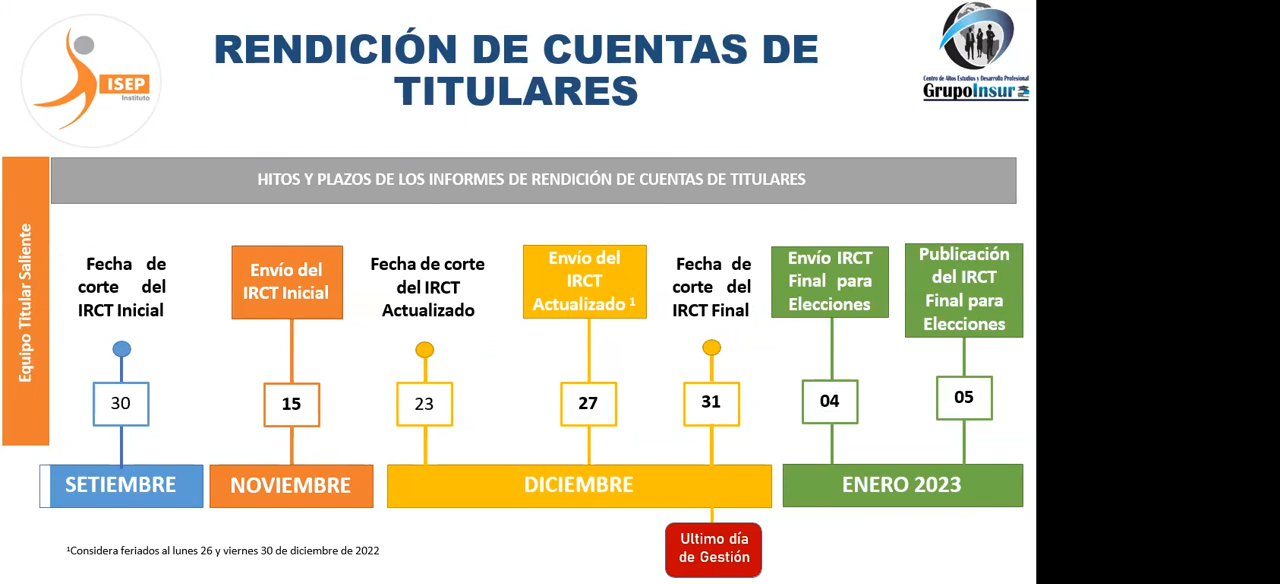 RENDICIÓN DE CUENTAS DE
TITULARES
ISEP
Instituto
Centro de Altos Estudios y Desarrollo Profesional
GrupoInsur
HITOS Y PLAZOS DE LOS INFORMES DE RENDICIÓN DE CUENTAS DE TITULARES
Equipo Titular Saliente
Fecha de
corte del
IRCT Inicial
Envío del
IRCT Inicial
Fecha de corte
del IRCT
Actualizado
Envío del
IRCT
Actualizado ¹
Fecha de
corte del
IRCT Final
Envío IRCT
Final para
Elecciones
Publicación
del IRCT
Final para
Elecciones
30
15
23
27
31
04
05
SETIEMBRE
NOVIEMBRE
DICIEMBRE
ENERO 2023
Ultimo día
de Gestión
¹Considera feriados al lunes 26 y viernes 30 de diciembre de 2022